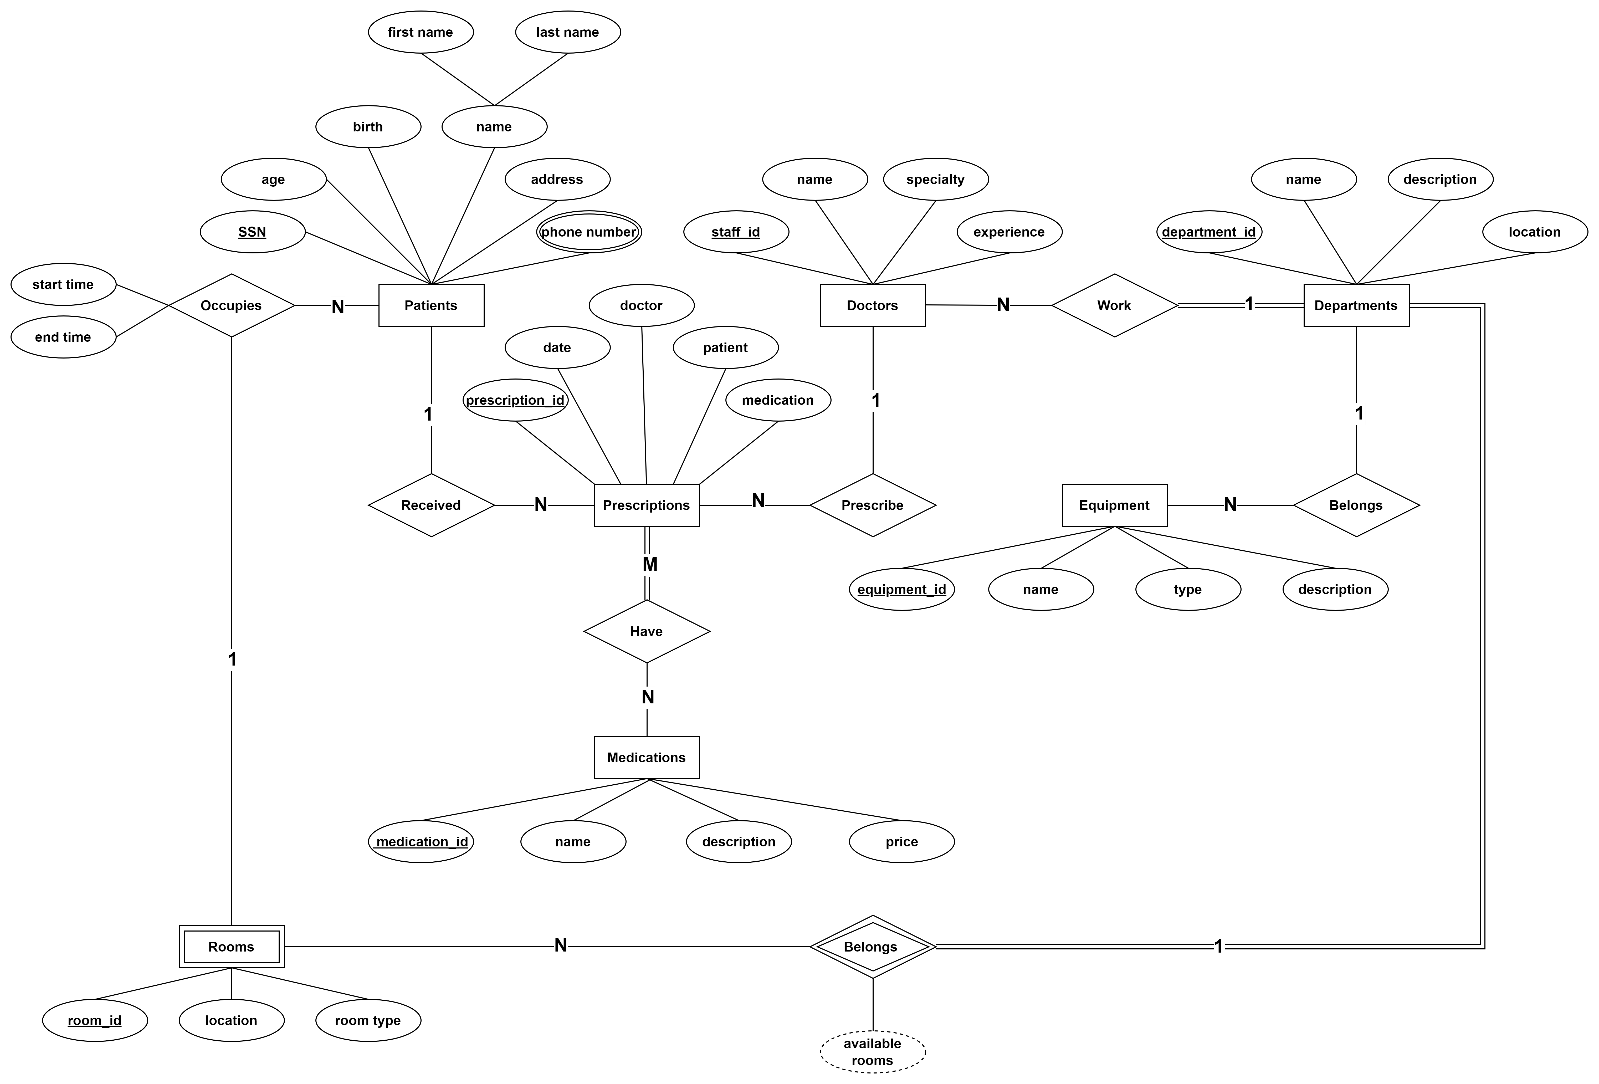 first name
last name
birth
name
age
address
SSN
phone number
name
specialty
staff_id
experience
name
description
department_id
location
start time
end time
Occupies
N
Patients
doctor
date
patient
prescription_id
medication
Doctors
N
Work
1
Departments
1
1
1
Received
N
Prescriptions
N
Prescribe
Equipment
N
Belongs
M
equipment_id
name
type
description
Have
1
N
Medications
medication_id
name
description
price
Rooms
N
Belongs
1
room_id
location
room type
available
rooms